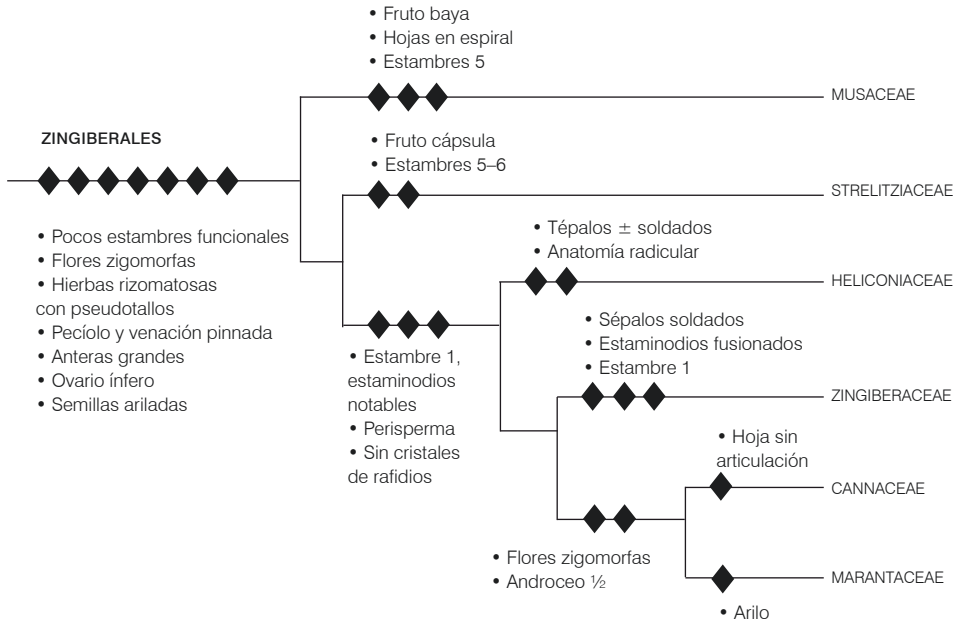 • Fruto baya
• Hojas en espiral
• Estambres 5
MUSACEAE
ZINGIBERALES
• Fruto cápsula
• Estambres 5–6
STRELITZIACEAE
• Pocos estambres funcionales
• Flores zigomorfas
• Hierbas rizomatosas
con pseudotallos
• Pecíolo y venación pinnada
• Anteras grandes
• Ovario ínfero
• Semillas ariladas
• Tépalos ± soldados
• Anatomía radicular
HELICONIACEAE
• Estambre 1,
estaminodios
notables
• Perisperma
• Sin cristales
de rafidios
• Sépalos soldados
• Estaminodios fusionados
• Estambre 1
ZINGIBERACEAE
• Hoja sin
articulación
CANNACEAE
• Flores zigomorfas
• Androceo ½
MARANTACEAE
• Arilo